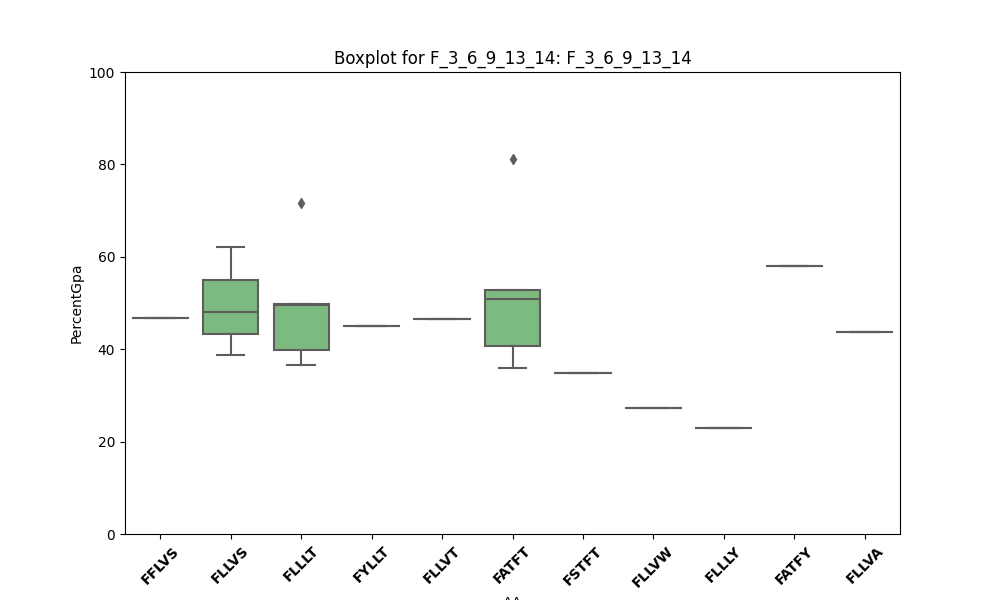 Boxplot for F_3_6_9_13_14: F_3_6_9_13_14
100
80
60
40
20
0
PercentGpa
FFLVS
FLLVS
FLLLT
FYLLT
FLLVT
FATFT
FSTFT
FLLVW
FLLLY
FATFY
FLLVA